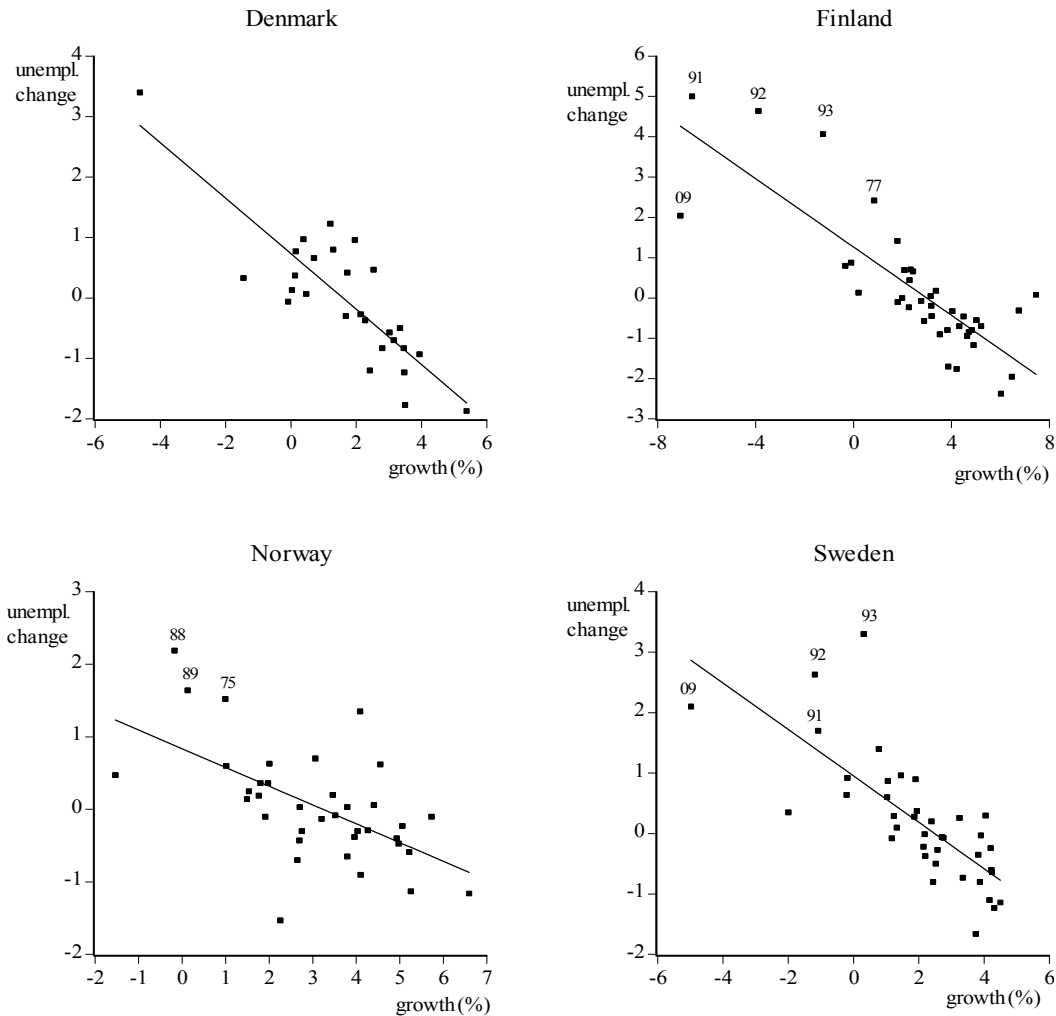 Denmark
unempl.
change
4
3
2
1
0
-1
-2
-6 -4 -2 0 2 4 6
growth (%)
Finland
unempl.
change
6
5
4
3
2
1
0
-1
-2
-3
91
92
93
77
09
-8 -4 0 4 8
growth (%)
Norway
unempl.
change
3
2
1
0
-1
-2
88
89 75
-2 -1 0 1 2 3 4 5 6 7
growth (%)
Sweden
unempl.
change
4
3
2
1
0
-1
-2
93
92
09
91
-6 -4 -2 0 2 4 6
growth (%)